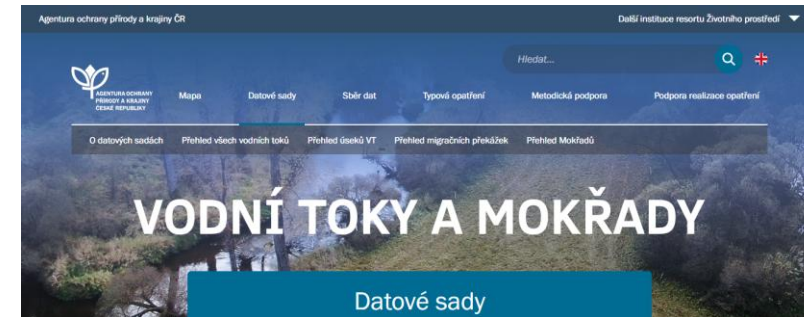 Agentura ochrany přírody a krajiny ČR
Další instituce resortu Životního prostředí
Hledat...
AGENTURA OCHRANY
PŘÍRODY A KRAJINY
ČESKÉ REPUBLIKY
Mapa Datové sady Sběr dat Typová opatření Metodická podpora Podpora realizace opatření
O datových sadách Přehled všech vodních toků Přehled úseků VT Přehled migračních překážek Přehled Mokřadů
VODNÍ TOKY A MOKŘADY
Datové sady